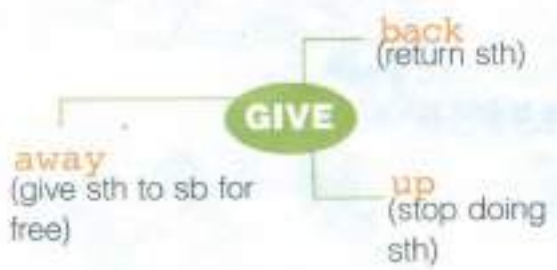 back
(return sth)
GIVE
away
(give sth to sb for
free)
up
(stop doing
sth)